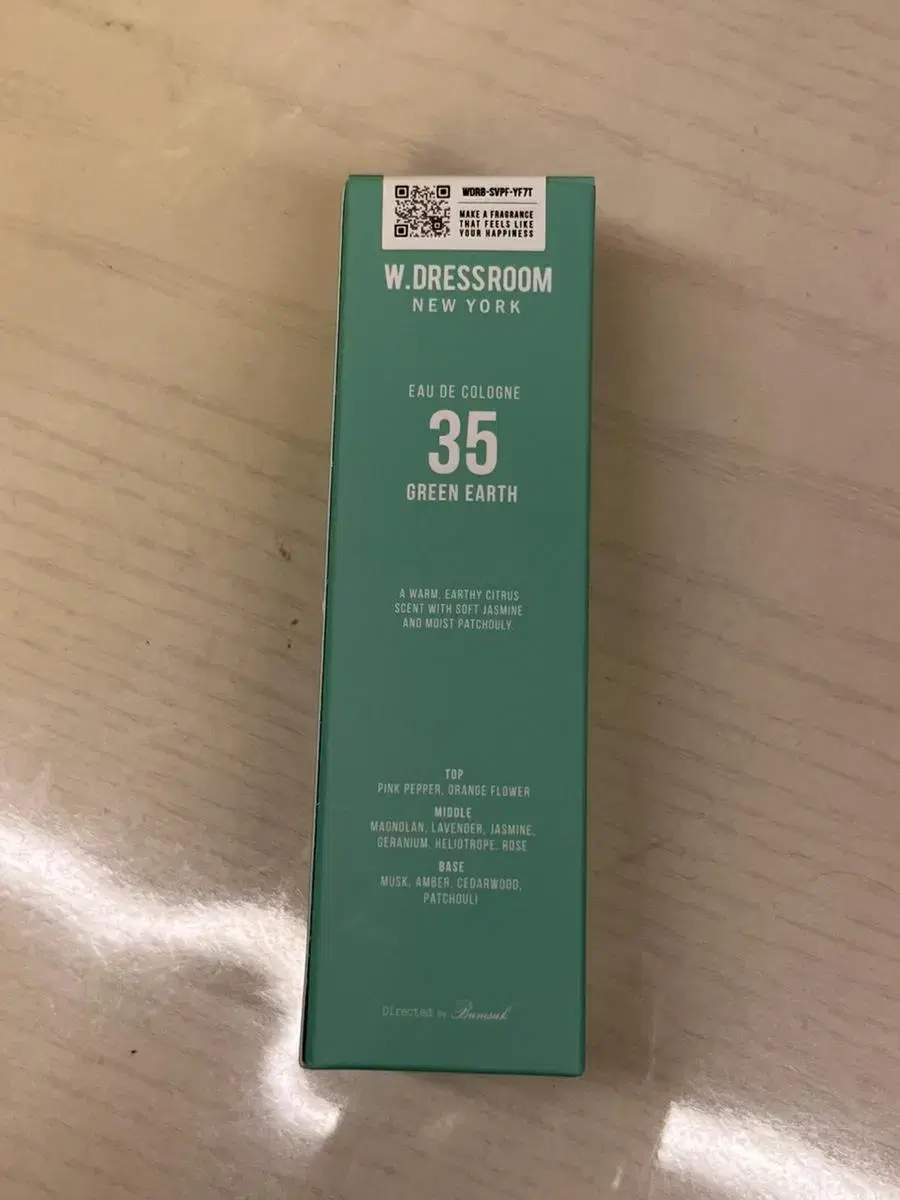 WDRB-SVPF-YF7T
MAKE A FRAGRANCE
THAT FEELS LIKE
YOUR HAPPINESS
W.DRESSROOM
NEW YORK
EAU DE COLOGNE
35
GREEN EARTH
A WARM, EARTHY CITRUS
SCENT WITH SOFT JASMINE
AND MOIST PATCHOULY.
TOP
PINK PEPPER, ORANGE FLOWER
MIDDLE
MAGNOLAN, LAVENDER, JASMINE,
GERANIUM, HELIOTROPE, ROSE
BASE
MUSK, AMBER, CEDARWOOD,
PATCHOULI
Directed by Bumsuk